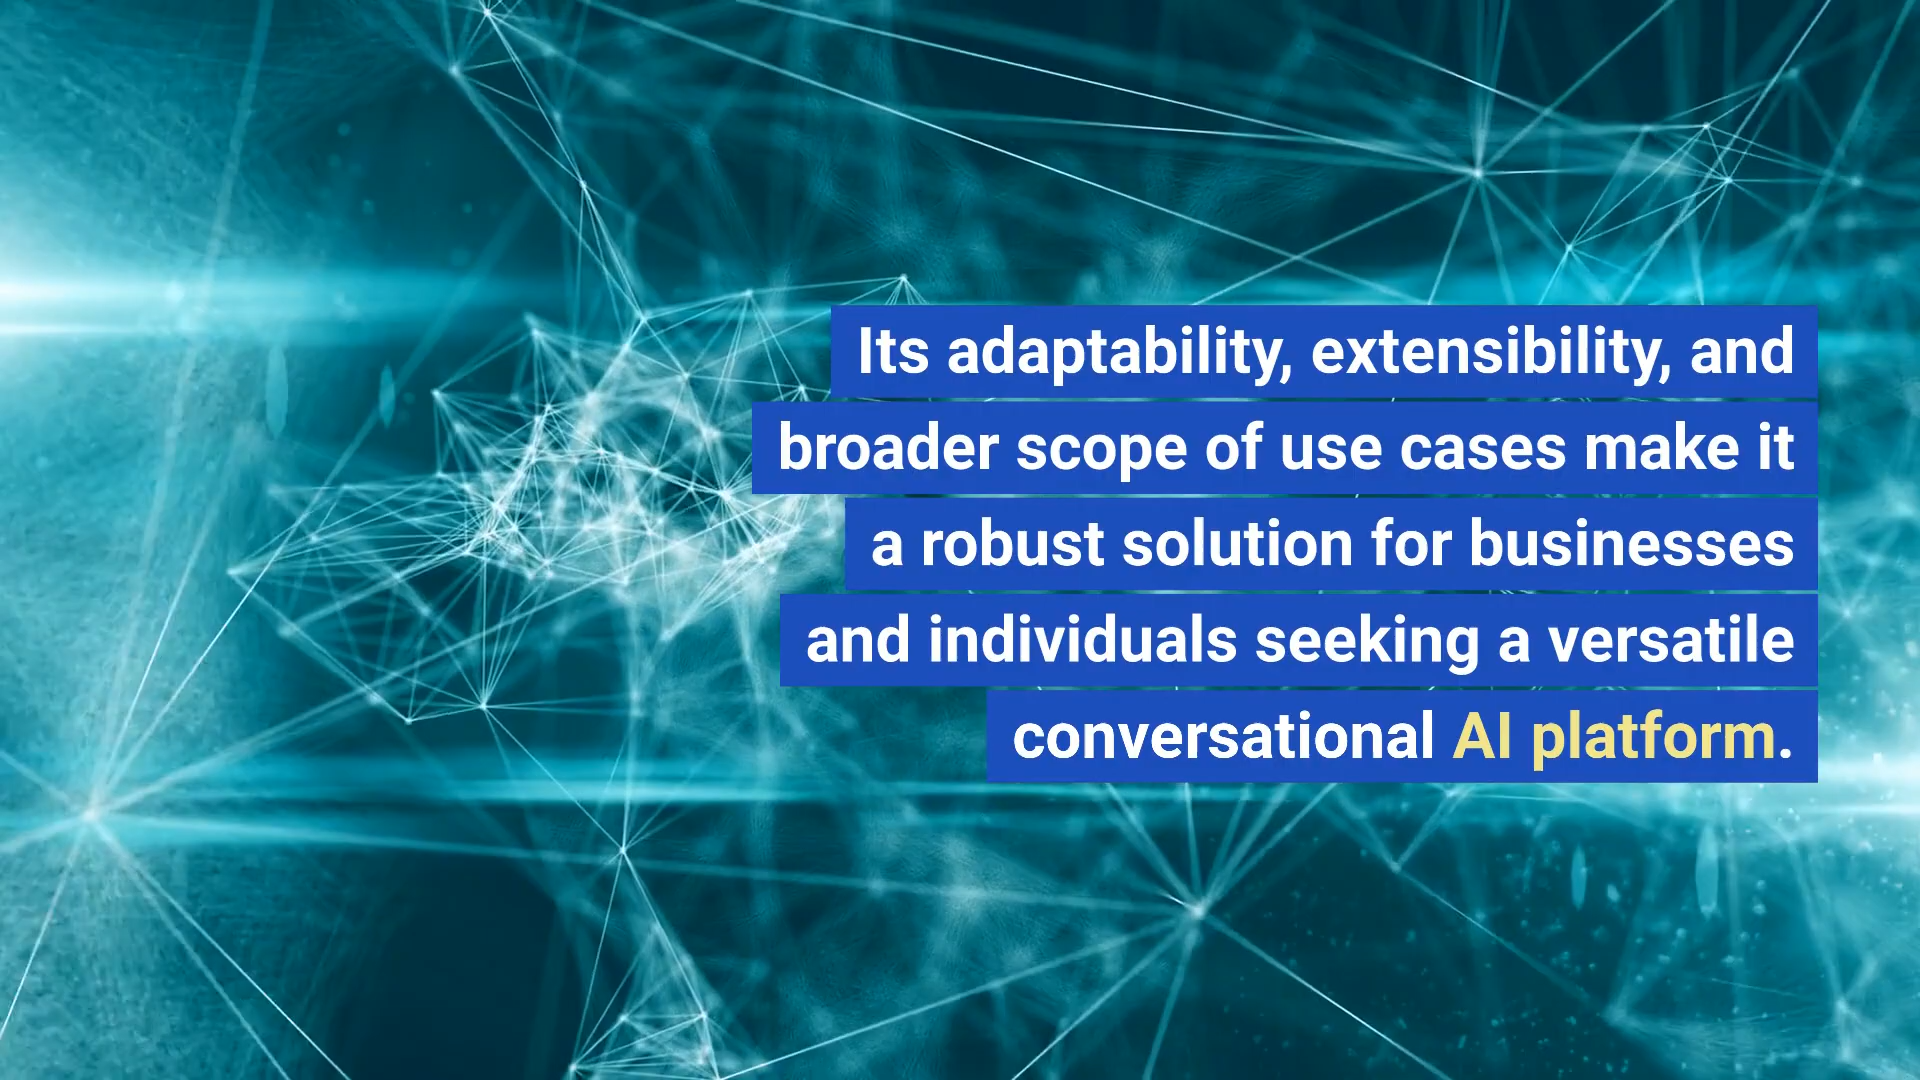 Its adaptability, extensibility, and
broader scope of use cases make it
a robust solution for businesses
and individuals seeking a versatile
conversational AI platform.